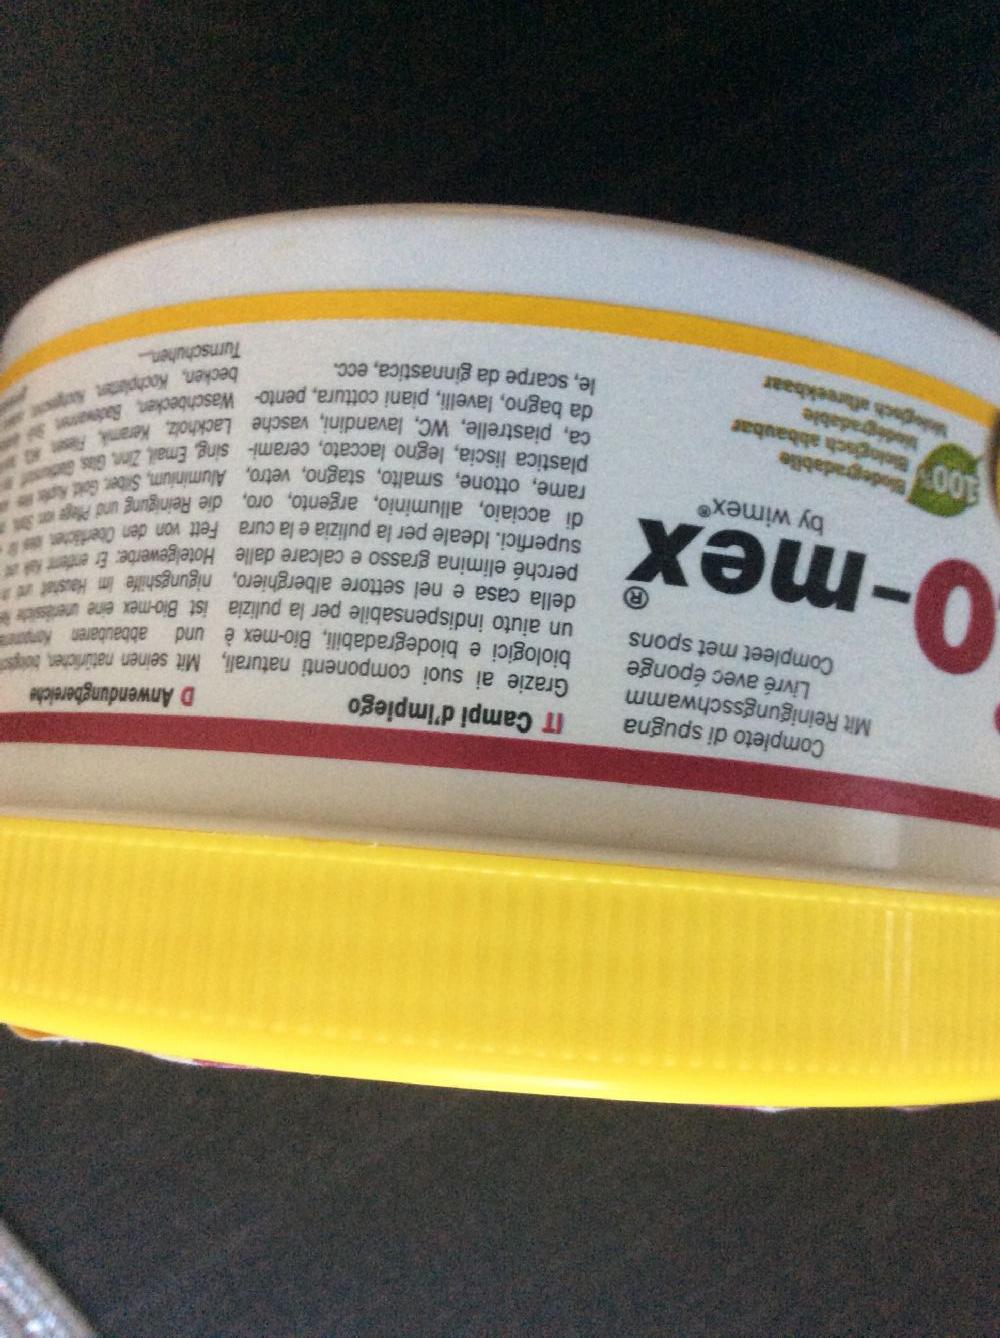 Completo di spugna
Mit Reinigungsschwamm
Livré avec éponge
Compleet met spons
o-mex®
by wimex®
100%
Biodegradabile
Biologisch abbaubar
biodégradable
biologisch afbreekbaar
IT Campi d'Impiego
Grazie ai suoi componenti naturali,
biologici e biodegradabili, Bio-mex è
un aiuto indispensabile per la pulizia
della casa e nel settore alberghiero,
perché elimina grasso e calcare dalle
superfici. Ideale per la pulizia e la cura
di acciaio, alluminio, argento, oro,
rame, ottone, smalto, stagno, vetro,
plastica liscia, legno laccato, cerami-
ca, piastrelle, WC, lavandini, vasche
da bagno, lavelli, piani cottura, pento-
le, scarpe da ginnastica, ecc.
D Anwendungbereiche
Mit seinen natürlichen,
und abbaubaren
ist Bio-mex eine
nigungshilfe im Haushalt und
Hotelgewerbe. Er entfernt Kalk und
Fett von den Oberflächen.
die Reinigung und Pflege von
Aluminium, Silber, Gold, Kupfer,
sing, Email, Zinn, Glas,
Lackholz, Keramik, Fliesen,
Waschbecken, Badewannen,
becken, Kochplatten,
Turnschuhen...